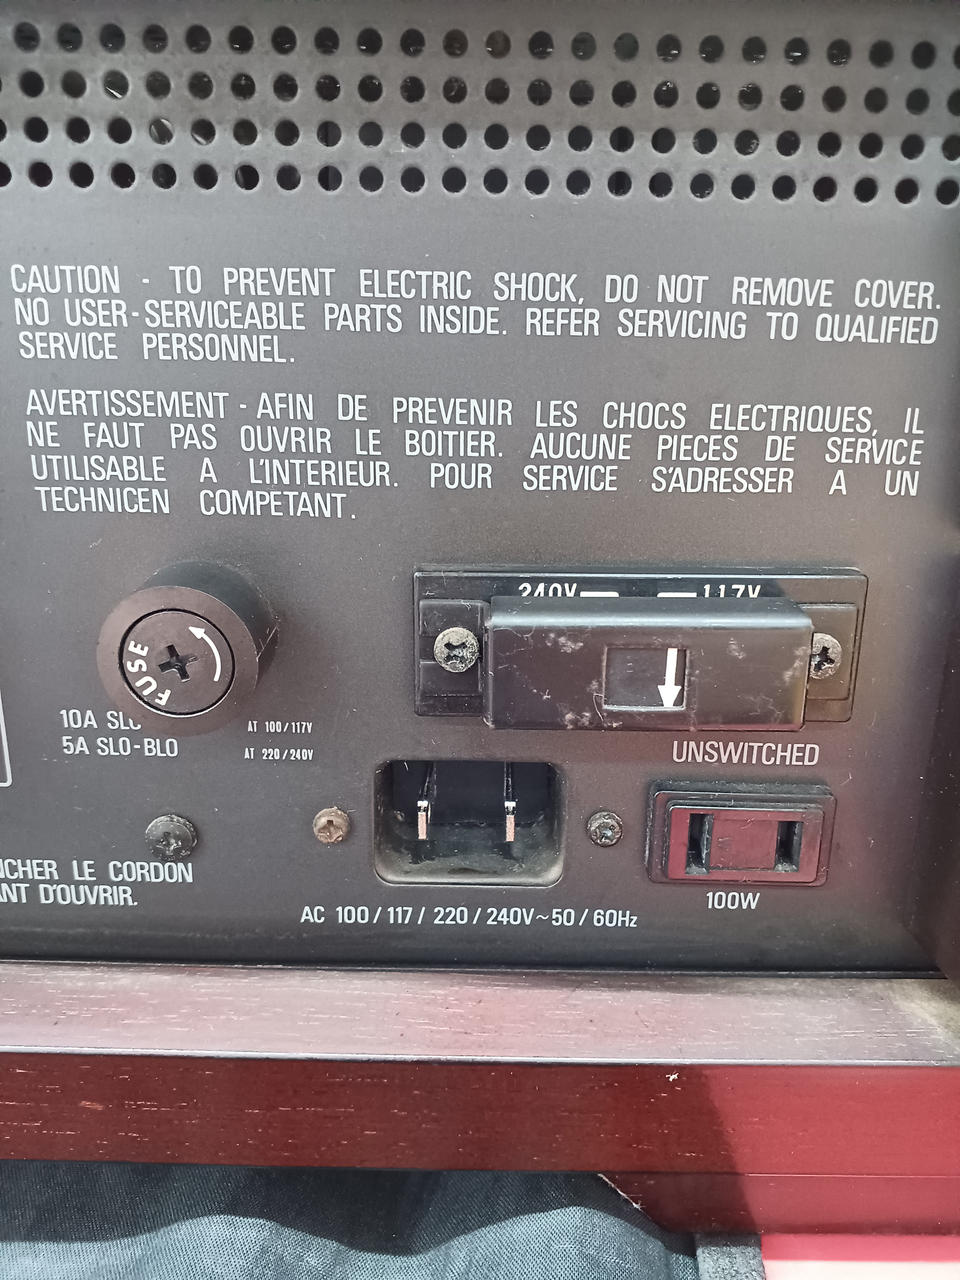 CAUTION - TO PREVENT ELECTRIC SHOCK, DO NOT REMOVE COVER.
NO USER-SERVICEABLE PARTS INSIDE. REFER SERVICING TO QUALIFIED
SERVICE PERSONNEL.
AVERTISSEMENT - AFIN DE PREVENIR LES CHOCS ELECTRIQUES, IL
NE FAUT PAS OUVRIR LE BOITIER. AUCUNE PIECES DE SERVICE
UTILISABLE A L'INTERIEUR. POUR SERVICE S'ADRESSER A UN
TECHNICEN COMPETANT.
240V 117V
FUSE
10A AT 100/117V
5A SLO-BLO AT 220/240V
UNSWITCHED
LE CORDON
D'OUVRIR.
100W
AC 100/117/220/240V~50/60Hz